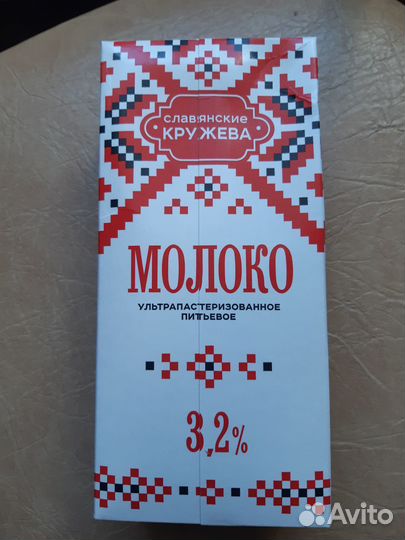 СЛАВЯНСКИЕ
КРУЖЕВА
МОЛОКО
УЛЬТРАПАСТЕРИЗОВАННОЕ
ПИТЬЕВОЕ
3,2%
Avito